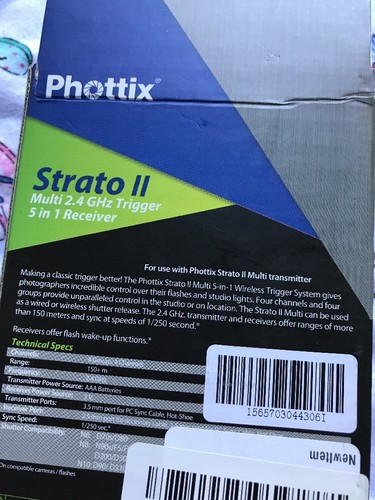 Phottix®
Strato II
Multi 2.4 GHz Trigger
5 in 1 Receiver
For use with Phottix Strato II Multi transmitter
Making a classic trigger better! The Phottix Strato II Multi 5-in-1 Wireless Trigger System gives
photographers incredible control over their flashes and studio lights. Four channels and four
groups provide unparalleled control in the studio or on location. The Strato II Multi can be used
as a wired or wireless shutter release. The 2.4 GHz transmitter and receivers offer ranges of more
than 150 meters and sync at speeds of 1/250 second.*
Receivers offer flash wake-up functions.*
Technical Specs
Channels:
Range: 150+ m
Frequency:
Transmitter Power Source: AAA Batteries
Receiver Power Source:
Transmitter Ports: 3.5 mm port for PC Sync Cable, Hot-Shoe
Receiver Port:
Sync Speed: 1/250 sec.*
Shutter Compatibility:
On compatible cameras / flashes
15657030443061
NewItem